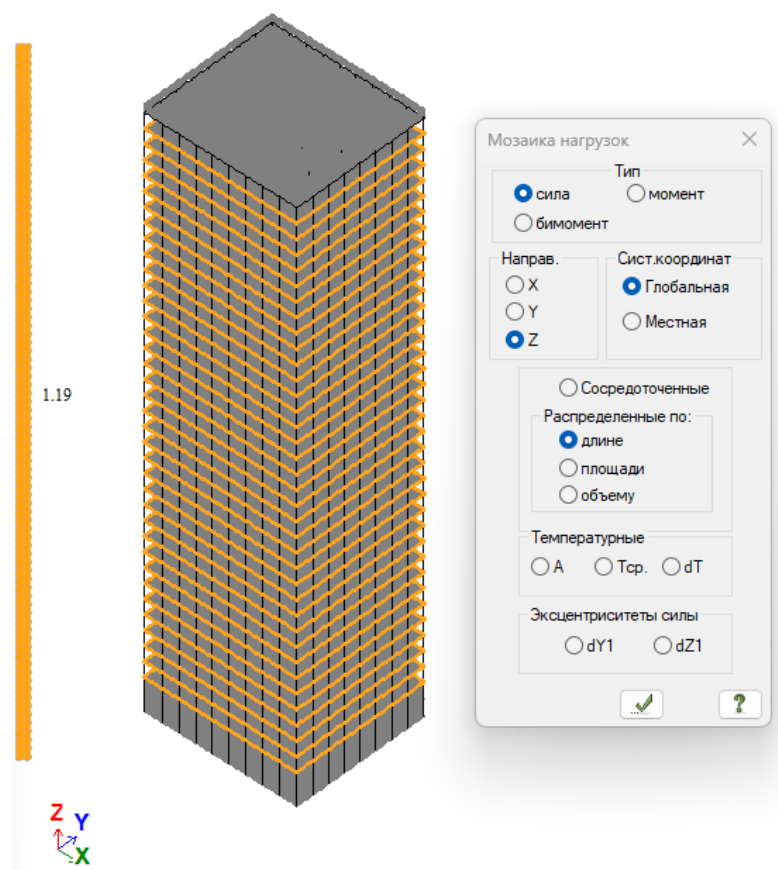 Мозаика нагрузок
Тип
сила
момент
бимомент
Направ.
Сист.координат
X
Глобальная
Y
Местная
Z
Сосредоточенные
1.19
Распределенные по:
длине
площади
объему
Температурные
A
Тср.
dT
Эксцентриситеты силы
dY1
dZ1
?
Z
Y
X